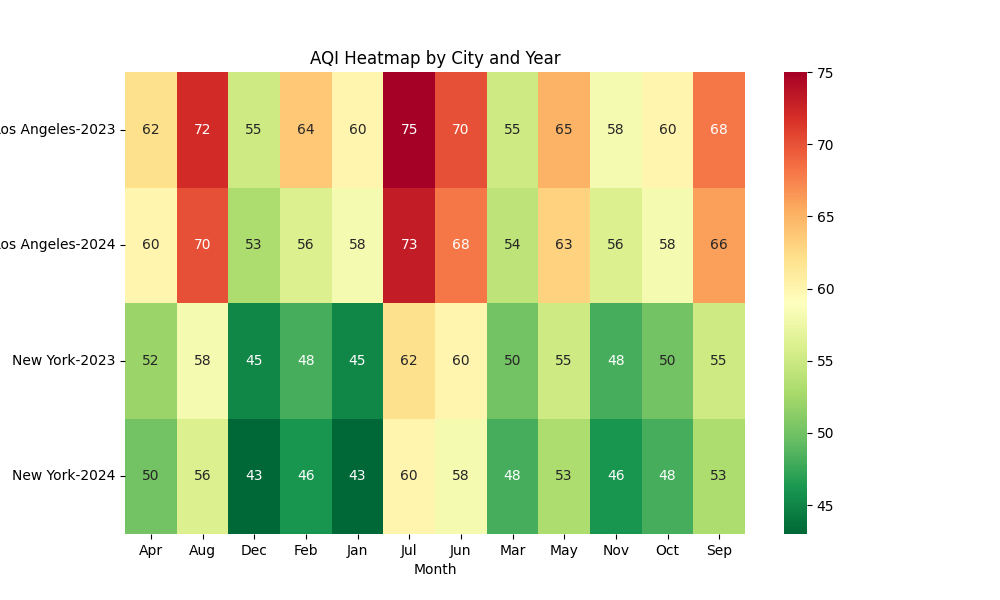 AQI Heatmap by City and Year
os Angeles-2023 62 72 55 64 60 75 70 55 65 58 60 68
os Angeles-2024 60 70 53 56 58 73 68 54 63 56 58 66
New York-2023 52 58 45 48 45 62 60 50 55 48 50 55
New York-2024 50 56 43 46 43 60 58 48 53 46 48 53
Apr Aug Dec Feb Jan Jul Jun Mar May Nov Oct Sep
Month
75
70
65
60
55
50
45